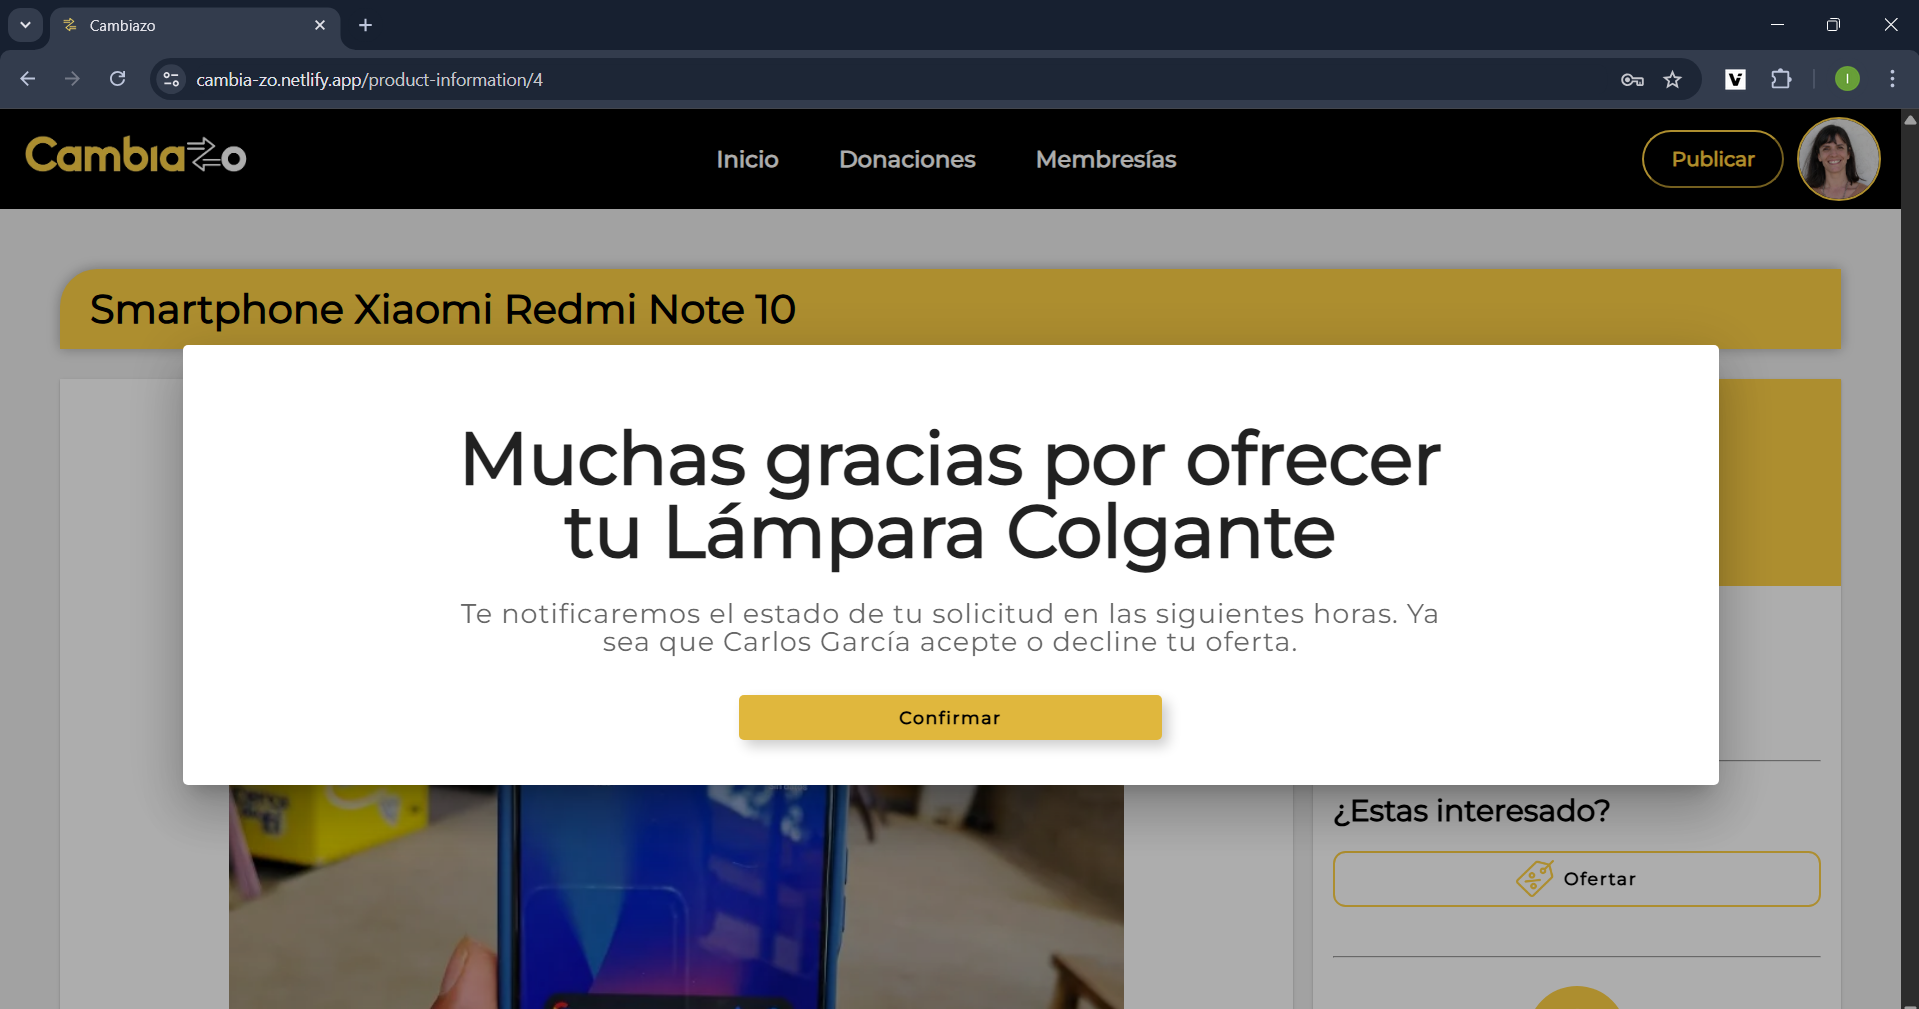 Cambiazo
cambia-zo.netlify.app/product-information/4
Cambiazo
Inicio
Donaciones
Membresías
Publicar
Smartphone Xiaomi Redmi Note 10
Muchas gracias por ofrecer
tu Lámpara Colgante
Te notificaremos el estado de tu solicitud en las siguientes horas. Ya
sea que Carlos García acepte o decline tu oferta.
Confirmar
¿Estas interesado?
Ofertar